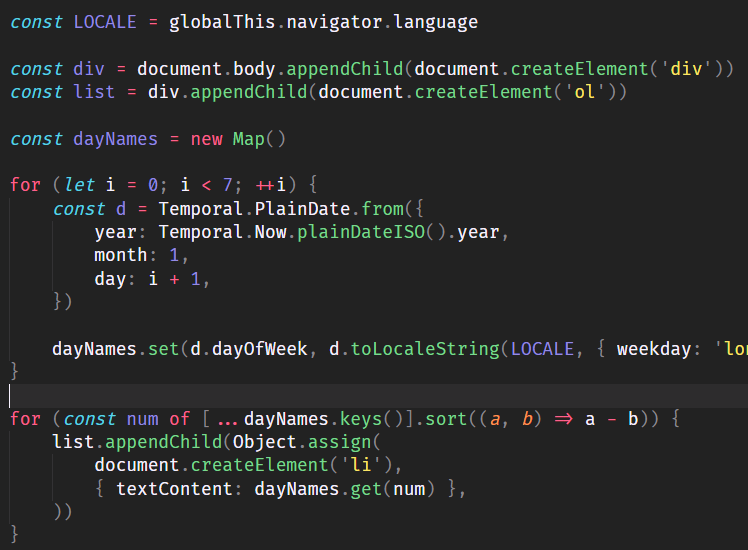 const LOCALE = globalThis.navigator.language

const div = document.body.appendChild(document.createElement('div'))
const list = div.appendChild(document.createElement('ol'))

const dayNames = new Map()

for (let i = 0; i < 7; ++i) {
    const d = Temporal.PlainDate.from({
        year: Temporal.Now.plainDateISO().year,
        month: 1,
        day: i + 1,
    })

    dayNames.set(d.dayOfWeek, d.toLocaleString(LOCALE, { weekday: 'lon
}

for (const num of [...dayNames.keys()].sort((a, b) => a - b)) {
    list.appendChild(Object.assign(
        document.createElement('li'),
        { textContent: dayNames.get(num) },
    ))
}